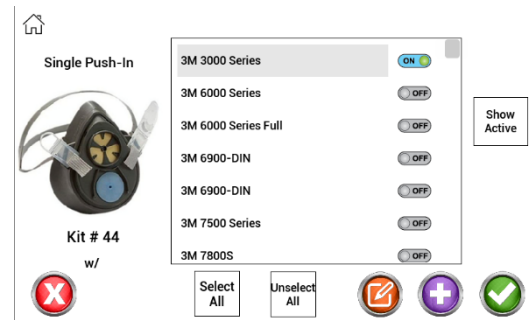 Single Push-In
Kit # 44
w/
3M 3000 Series
ON
3M 6000 Series
OFF
3M 6000 Series Full
OFF
3M 6900-DIN
OFF
3M 6900-DIN
OFF
3M 7500 Series
OFF
3M 7800S
OFF
Show
Active
Select
All
Unselect
All